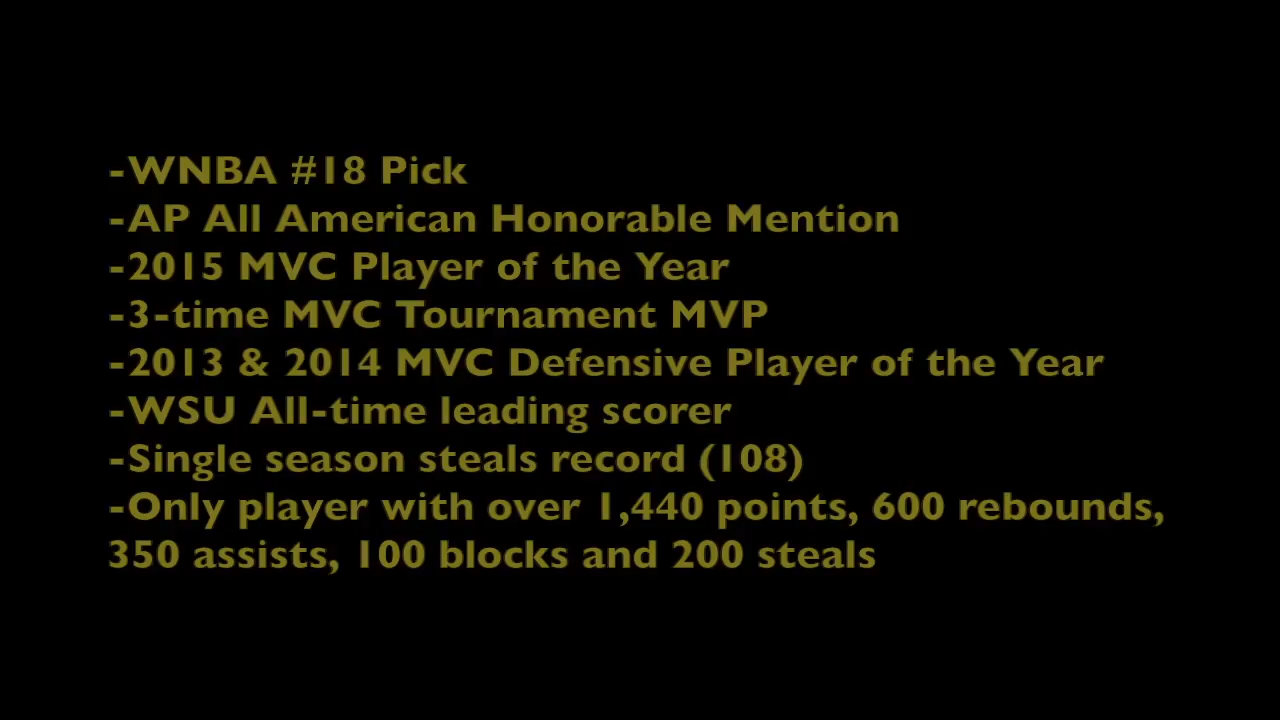 -WNBA #18 Pick
-AP All American Honorable Mention
-2015 MVC Player of the Year
-3-time MVC Tournament MVP
-2013 & 2014 MVC Defensive Player of the Year
-WSU All-time leading scorer
-Single season steals record (108)
-Only player with over 1,440 points, 600 rebounds,
350 assists, 100 blocks and 200 steals